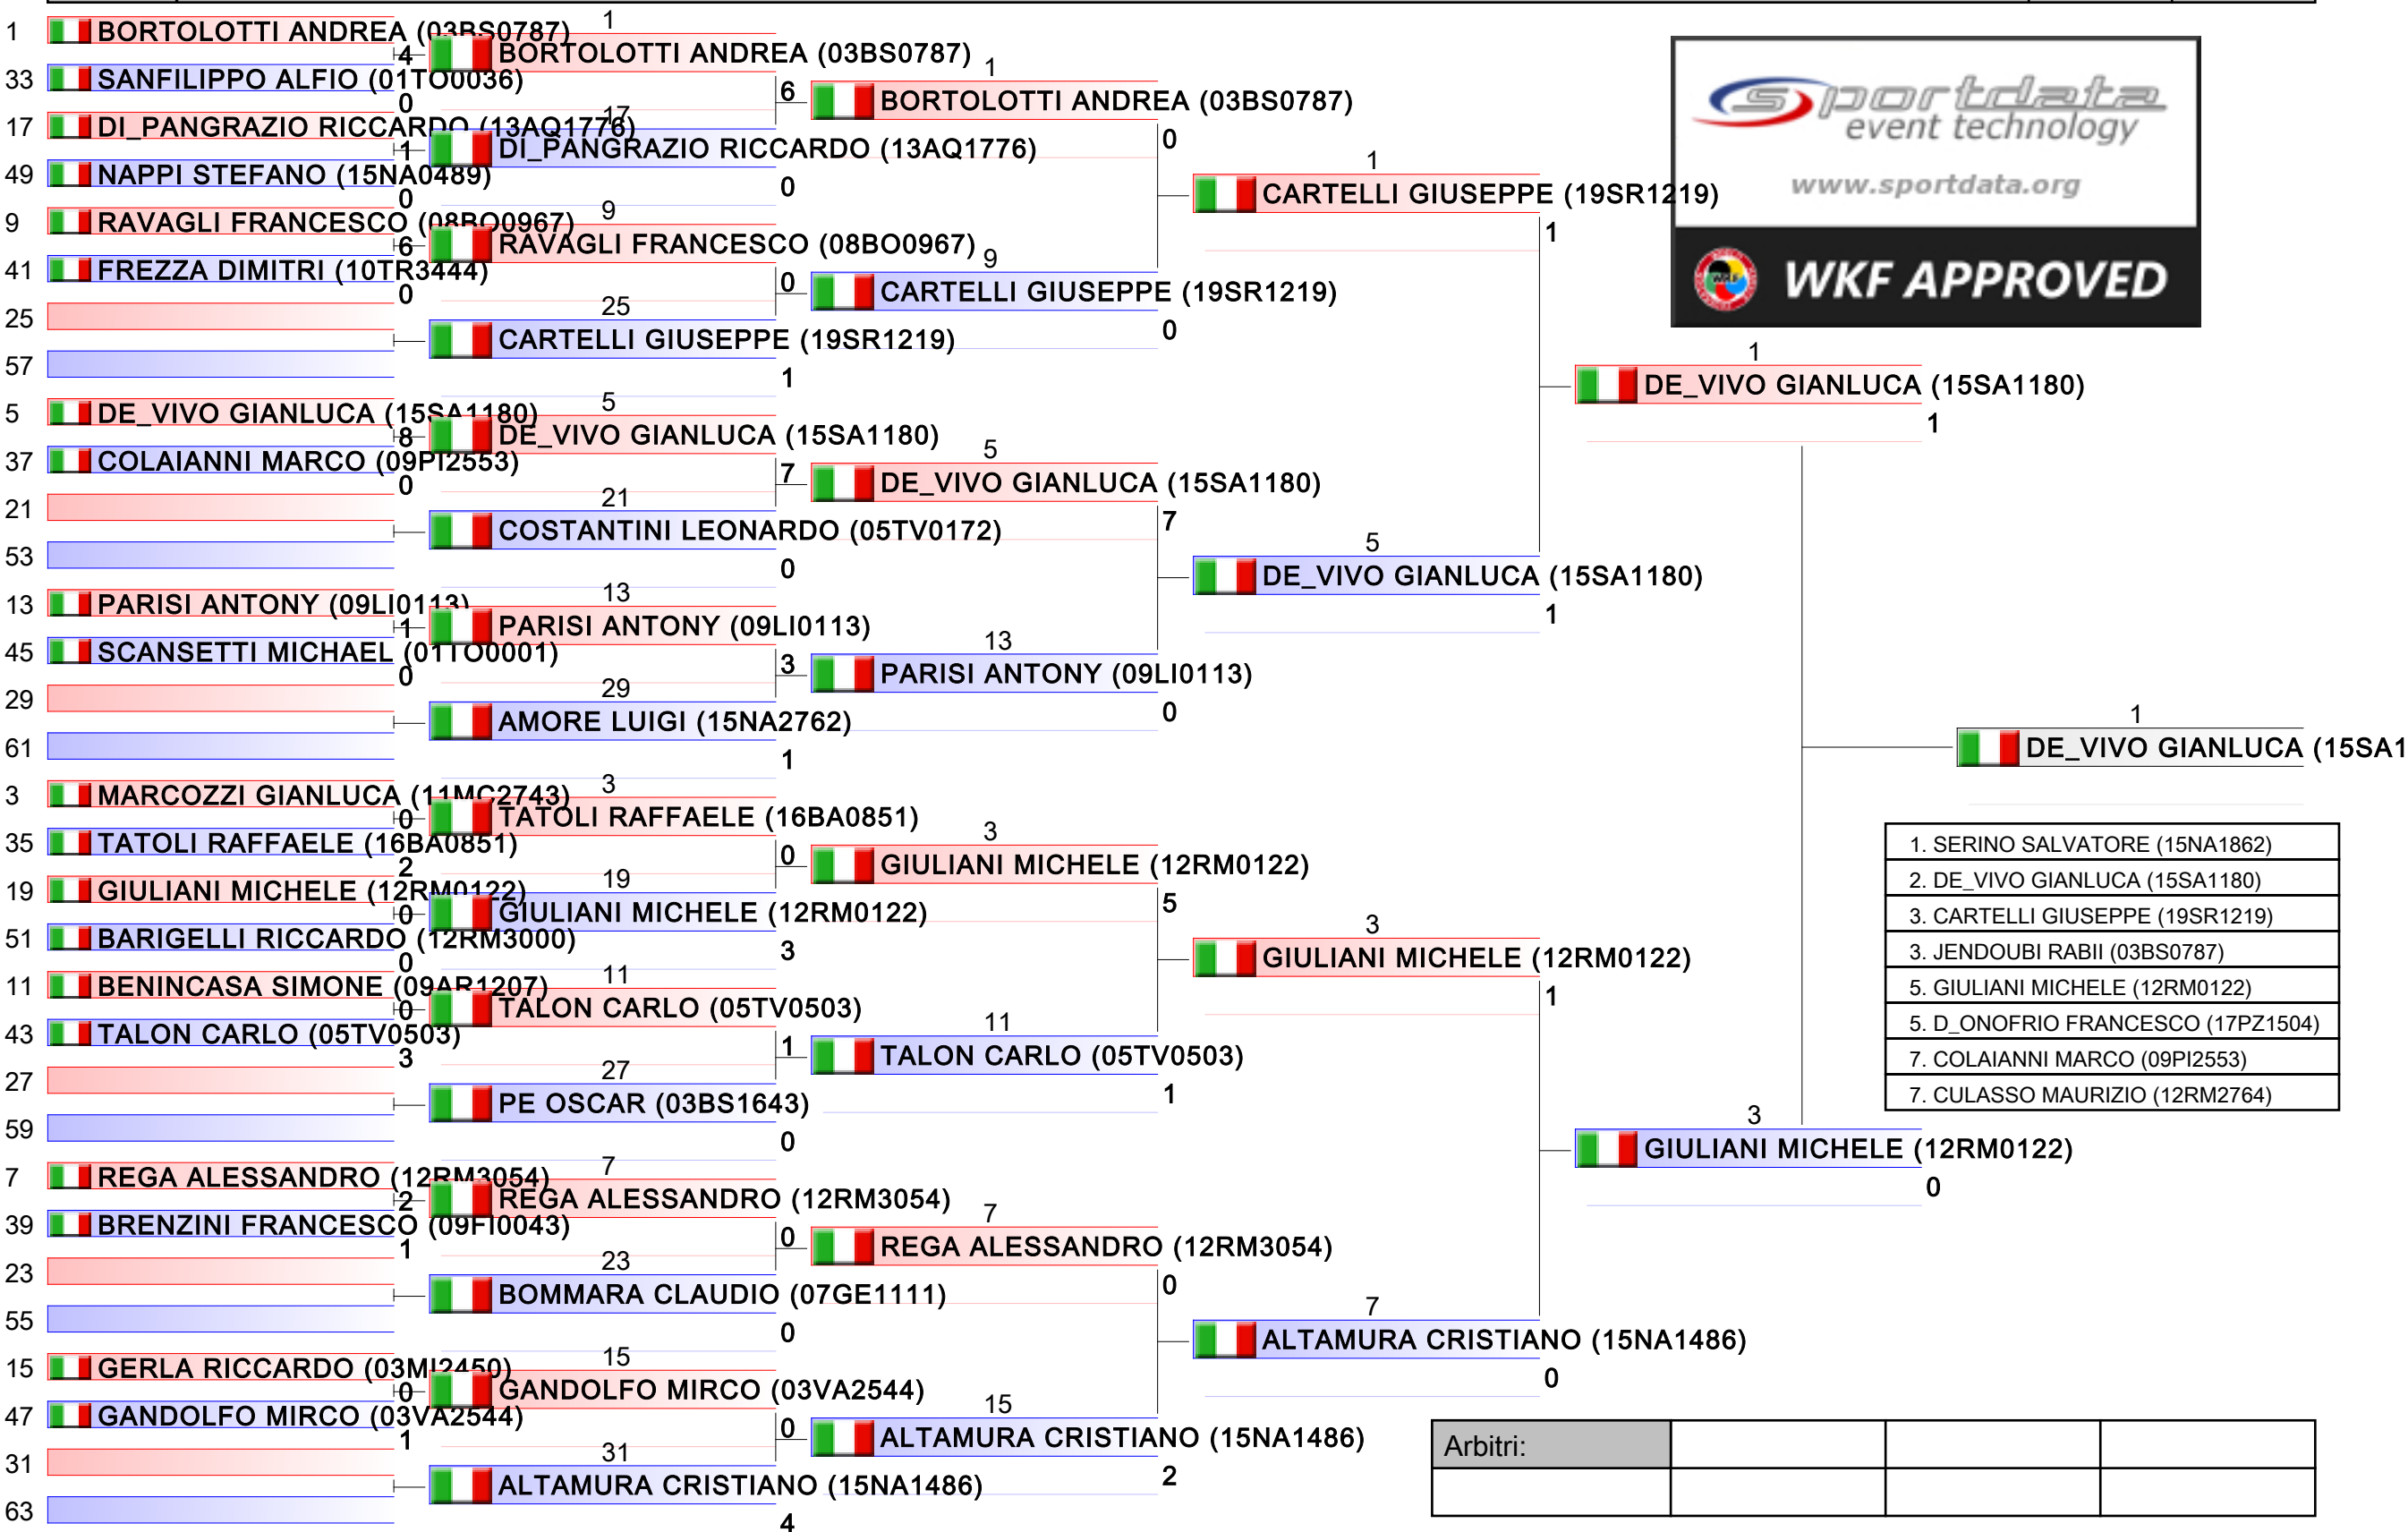 1 BORTOLOTTI ANDREA (03BS0787)
4
33 SANFILIPPO ALFIO (01TO0036)
0
17 DI_PANGRAZIO RICCARDO (13AQ1776)
1
49 NAPPI STEFANO (15NA0489)
0
9 RAVAGLI FRANCESCO (08BO0967)
6
41 FREZZA DIMITRI (10TR3444)
0
25
57
5 DE_VIVO GIANLUCA (15SA1180)
8
37 COLAIANNI MARCO (09PI2553)
0
21
53
13 PARISI ANTONY (09LI0113)
1
45 SCANSETTI MICHAEL (01TO0001)
0
29
61
3 MARCOZZI GIANLUCA (11MC2743)
0
35 TATOLI RAFFAELE (16BA0851)
2
19 GIULIANI MICHELE (12RM0122)
0
51 BARIGELLI RICCARDO (12RM3000)
0
11 BENINCASA SIMONE (09AR1207)
0
43 TALON CARLO (05TV0503)
3
27
59
7 REGA ALESSANDRO (12RM3054)
2
39 BRENZINI FRANCESCO (09FI0043)
1
23
55
15 GERLA RICCARDO (03MI2450)
0
47 GANDOLFO MIRCO (03VA2544)
1
31
63
1
BORTOLOTTI ANDREA (03BS0787)
6
17
DI_PANGRAZIO RICCARDO (13AQ1776)
0
9
RAVAGLI FRANCESCO (08BO0967)
0
25
CARTELLI GIUSEPPE (19SR1219)
1
5
DE_VIVO GIANLUCA (15SA1180)
7
21
COSTANTINI LEONARDO (05TV0172)
0
13
PARISI ANTONY (09LI0113)
3
29
AMORE LUIGI (15NA2762)
1
3
TATOLI RAFFAELE (16BA0851)
0
19
GIULIANI MICHELE (12RM0122)
3
11
TALON CARLO (05TV0503)
1
27
PE OSCAR (03BS1643)
0
7
REGA ALESSANDRO (12RM3054)
0
23
BOMMARA CLAUDIO (07GE1111)
0
15
GANDOLFO MIRCO (03VA2544)
0
31
ALTAMURA CRISTIANO (15NA1486)
4
1
BORTOLOTTI ANDREA (03BS0787)
0
9
CARTELLI GIUSEPPE (19SR1219)
0
5
DE_VIVO GIANLUCA (15SA1180)
7
13
PARISI ANTONY (09LI0113)
0
3
GIULIANI MICHELE (12RM0122)
5
11
TALON CARLO (05TV0503)
1
7
REGA ALESSANDRO (12RM3054)
0
15
ALTAMURA CRISTIANO (15NA1486)
2
1
CARTELLI GIUSEPPE (19SR1219)
1
5
DE_VIVO GIANLUCA (15SA1180)
1
3
GIULIANI MICHELE (12RM0122)
1
7
ALTAMURA CRISTIANO (15NA1486)
0
sportdata
event technology
www.sportdata.org
WKF APPROVED
1
DE_VIVO GIANLUCA (15SA1180)
1
3
GIULIANI MICHELE (12RM0122)
0
1
DE_VIVO GIANLUCA (15SA1
1. SERINO SALVATORE (15NA1862)
2. DE_VIVO GIANLUCA (15SA1180)
3. CARTELLI GIUSEPPE (19SR1219)
3. JENDOUBI RABII (03BS0787)
5. GIULIANI MICHELE (12RM0122)
5. D_ONOFRIO FRANCESCO (17PZ1504)
7. COLAIANNI MARCO (09PI2553)
7. CULASSO MAURIZIO (12RM2764)
Arbitri: